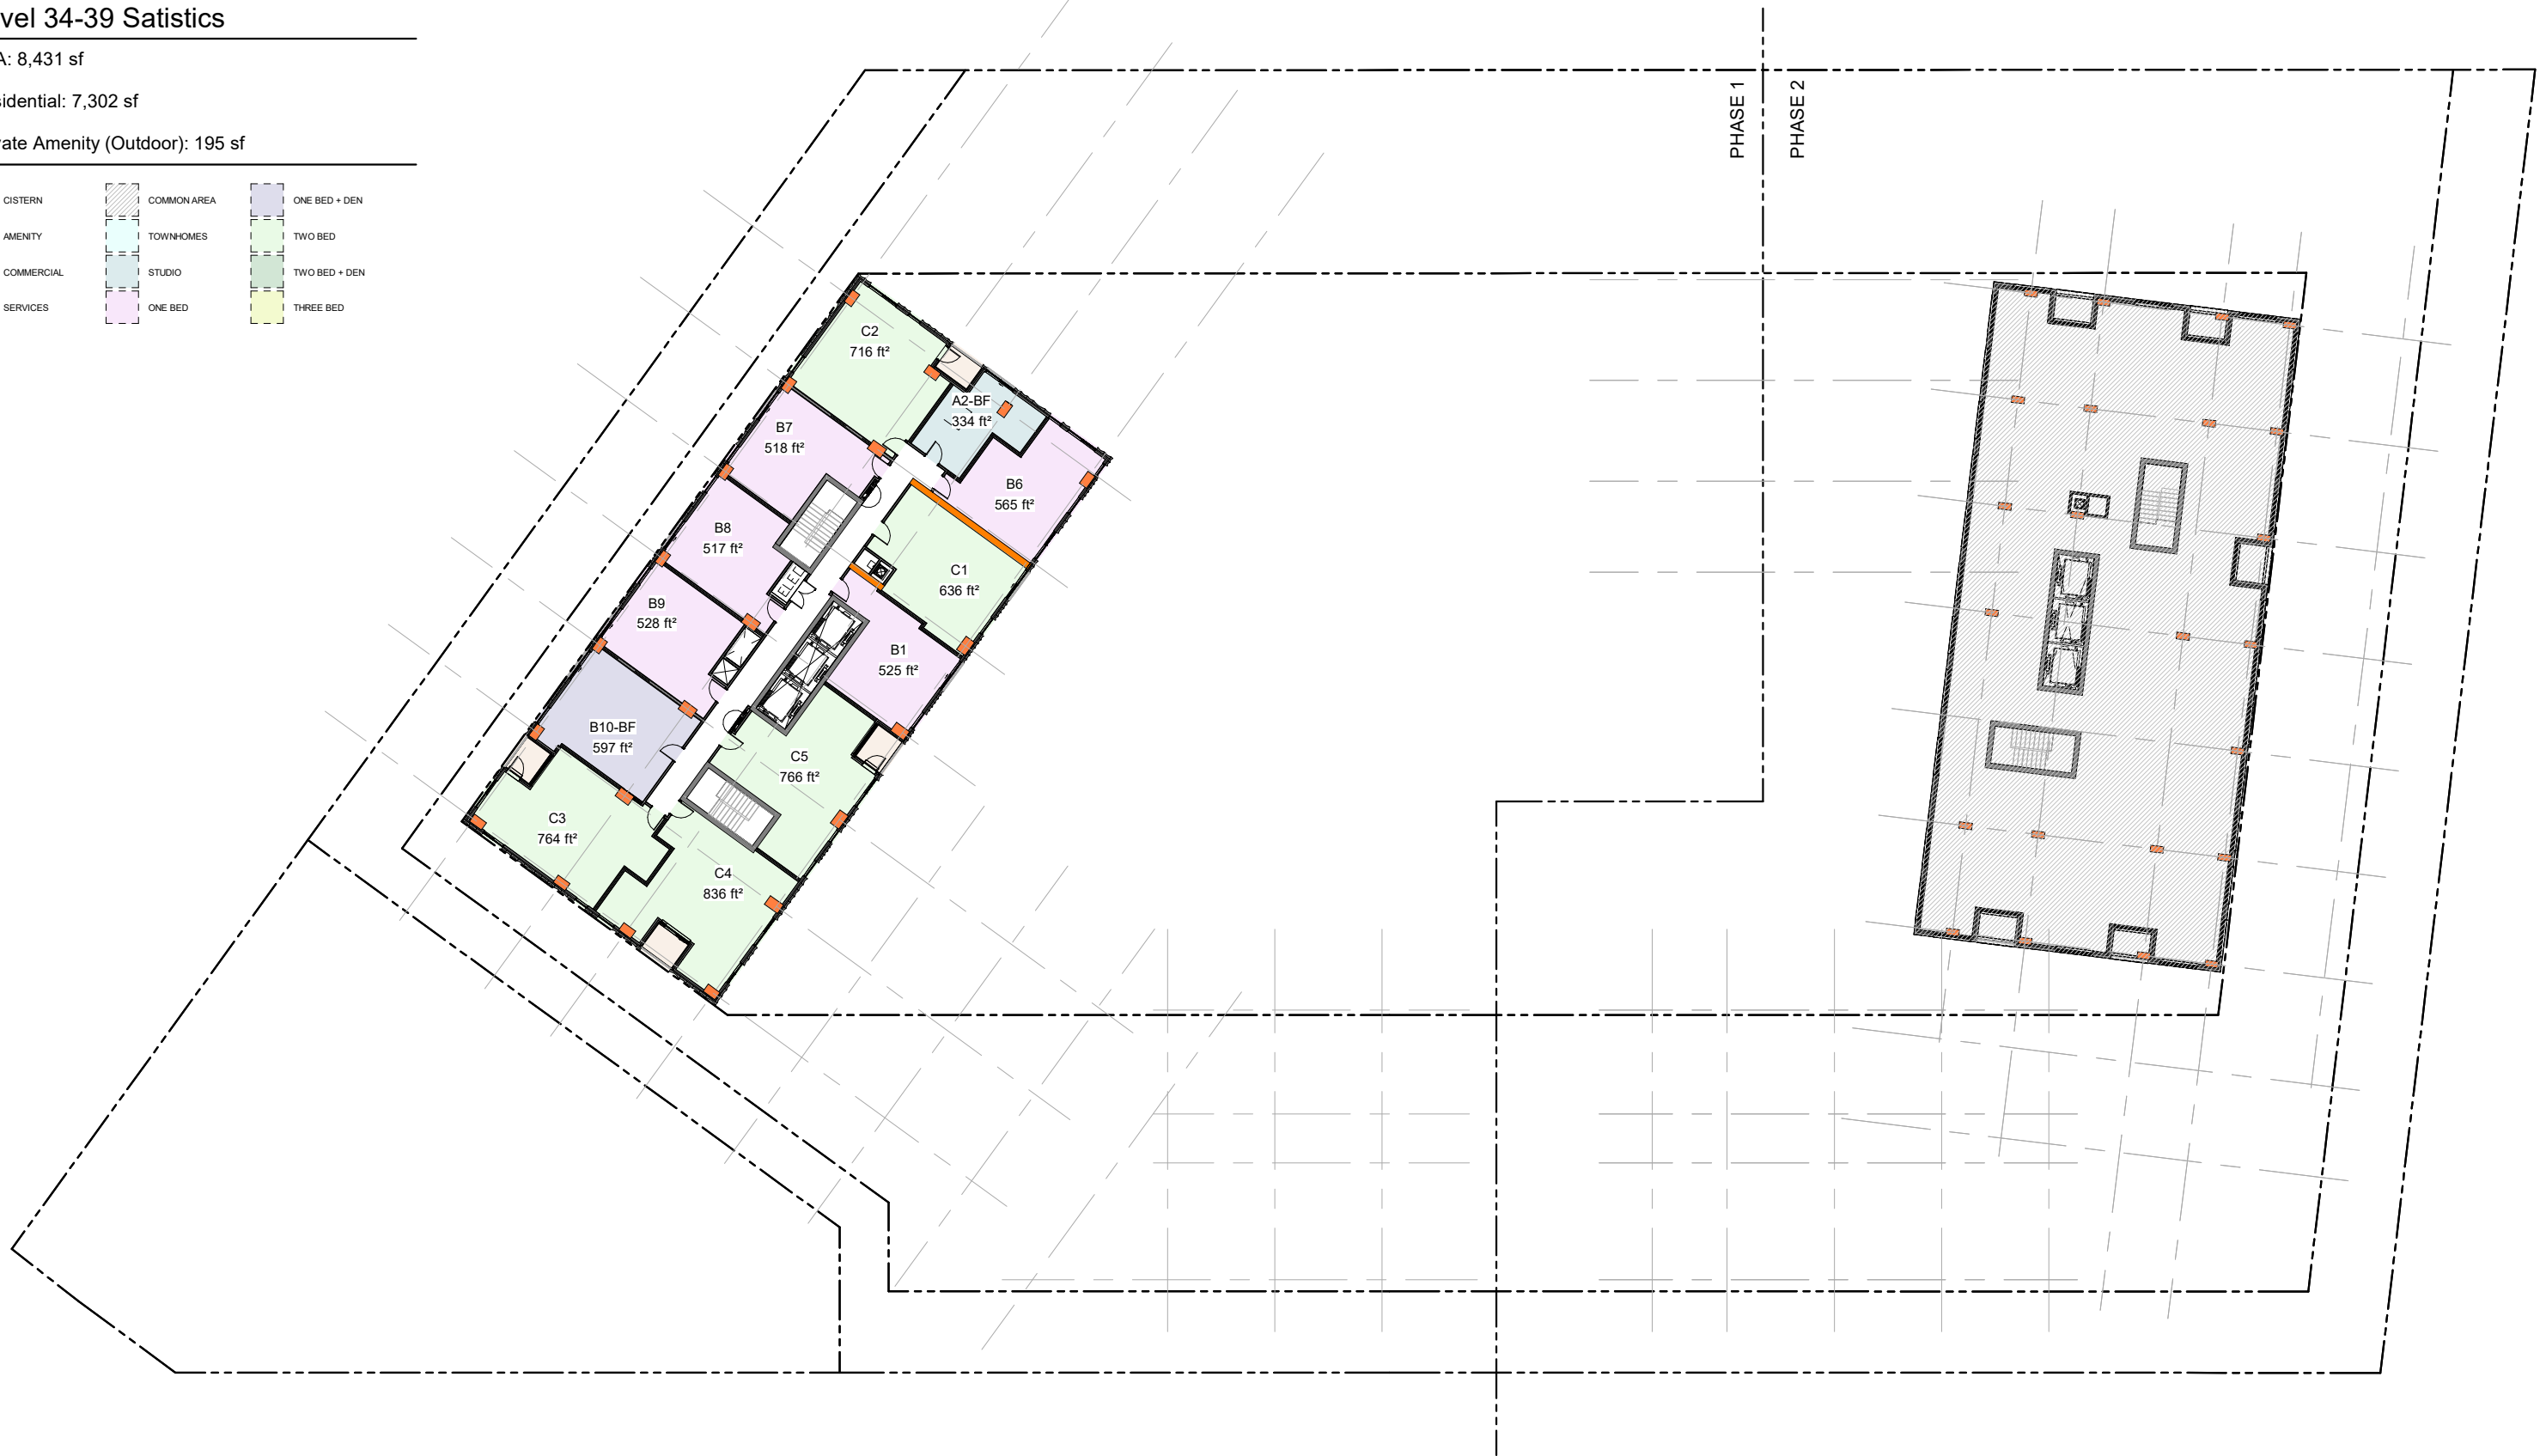 vel 34-39 Satistics
A: 8,431 sf
sidential: 7,302 sf
ate Amenity (Outdoor): 195 sf
CISTERN
COMMON AREA
ONE BED + DEN
AMENITY
TOWNHOMES
TWO BED
COMMERCIAL
STUDIO
TWO BED + DEN
SERVICES
ONE BED
THREE BED
PHASE 1
PHASE 2
C2
716 ft²
A2-BF
334 ft²
B7
518 ft²
B6
565 ft²
B8
517 ft²
ELEC
C1
636 ft²
B9
528 ft²
B1
525 ft²
B10-BF
597 ft²
C5
766 ft²
C3
764 ft²
C4
836 ft²